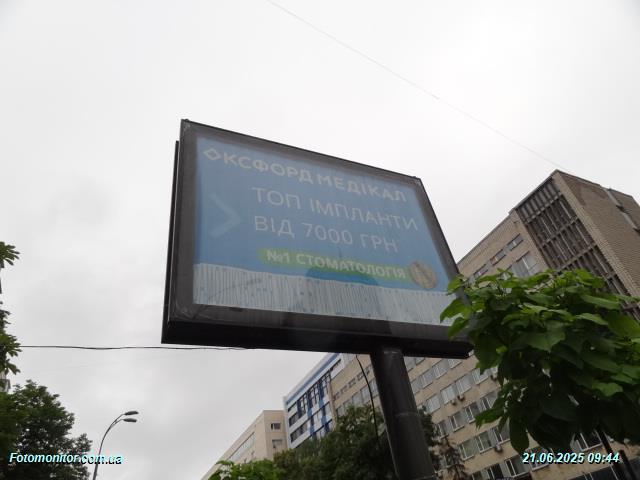 ОКСФОРД МЕДІКАЛ
ТОП ІМПЛАНТИ
ВІД 7000 ГРН
№1 СТОМАТОЛОГІЯ
Fotomonitor.com.ua
21.06.2025 09:44